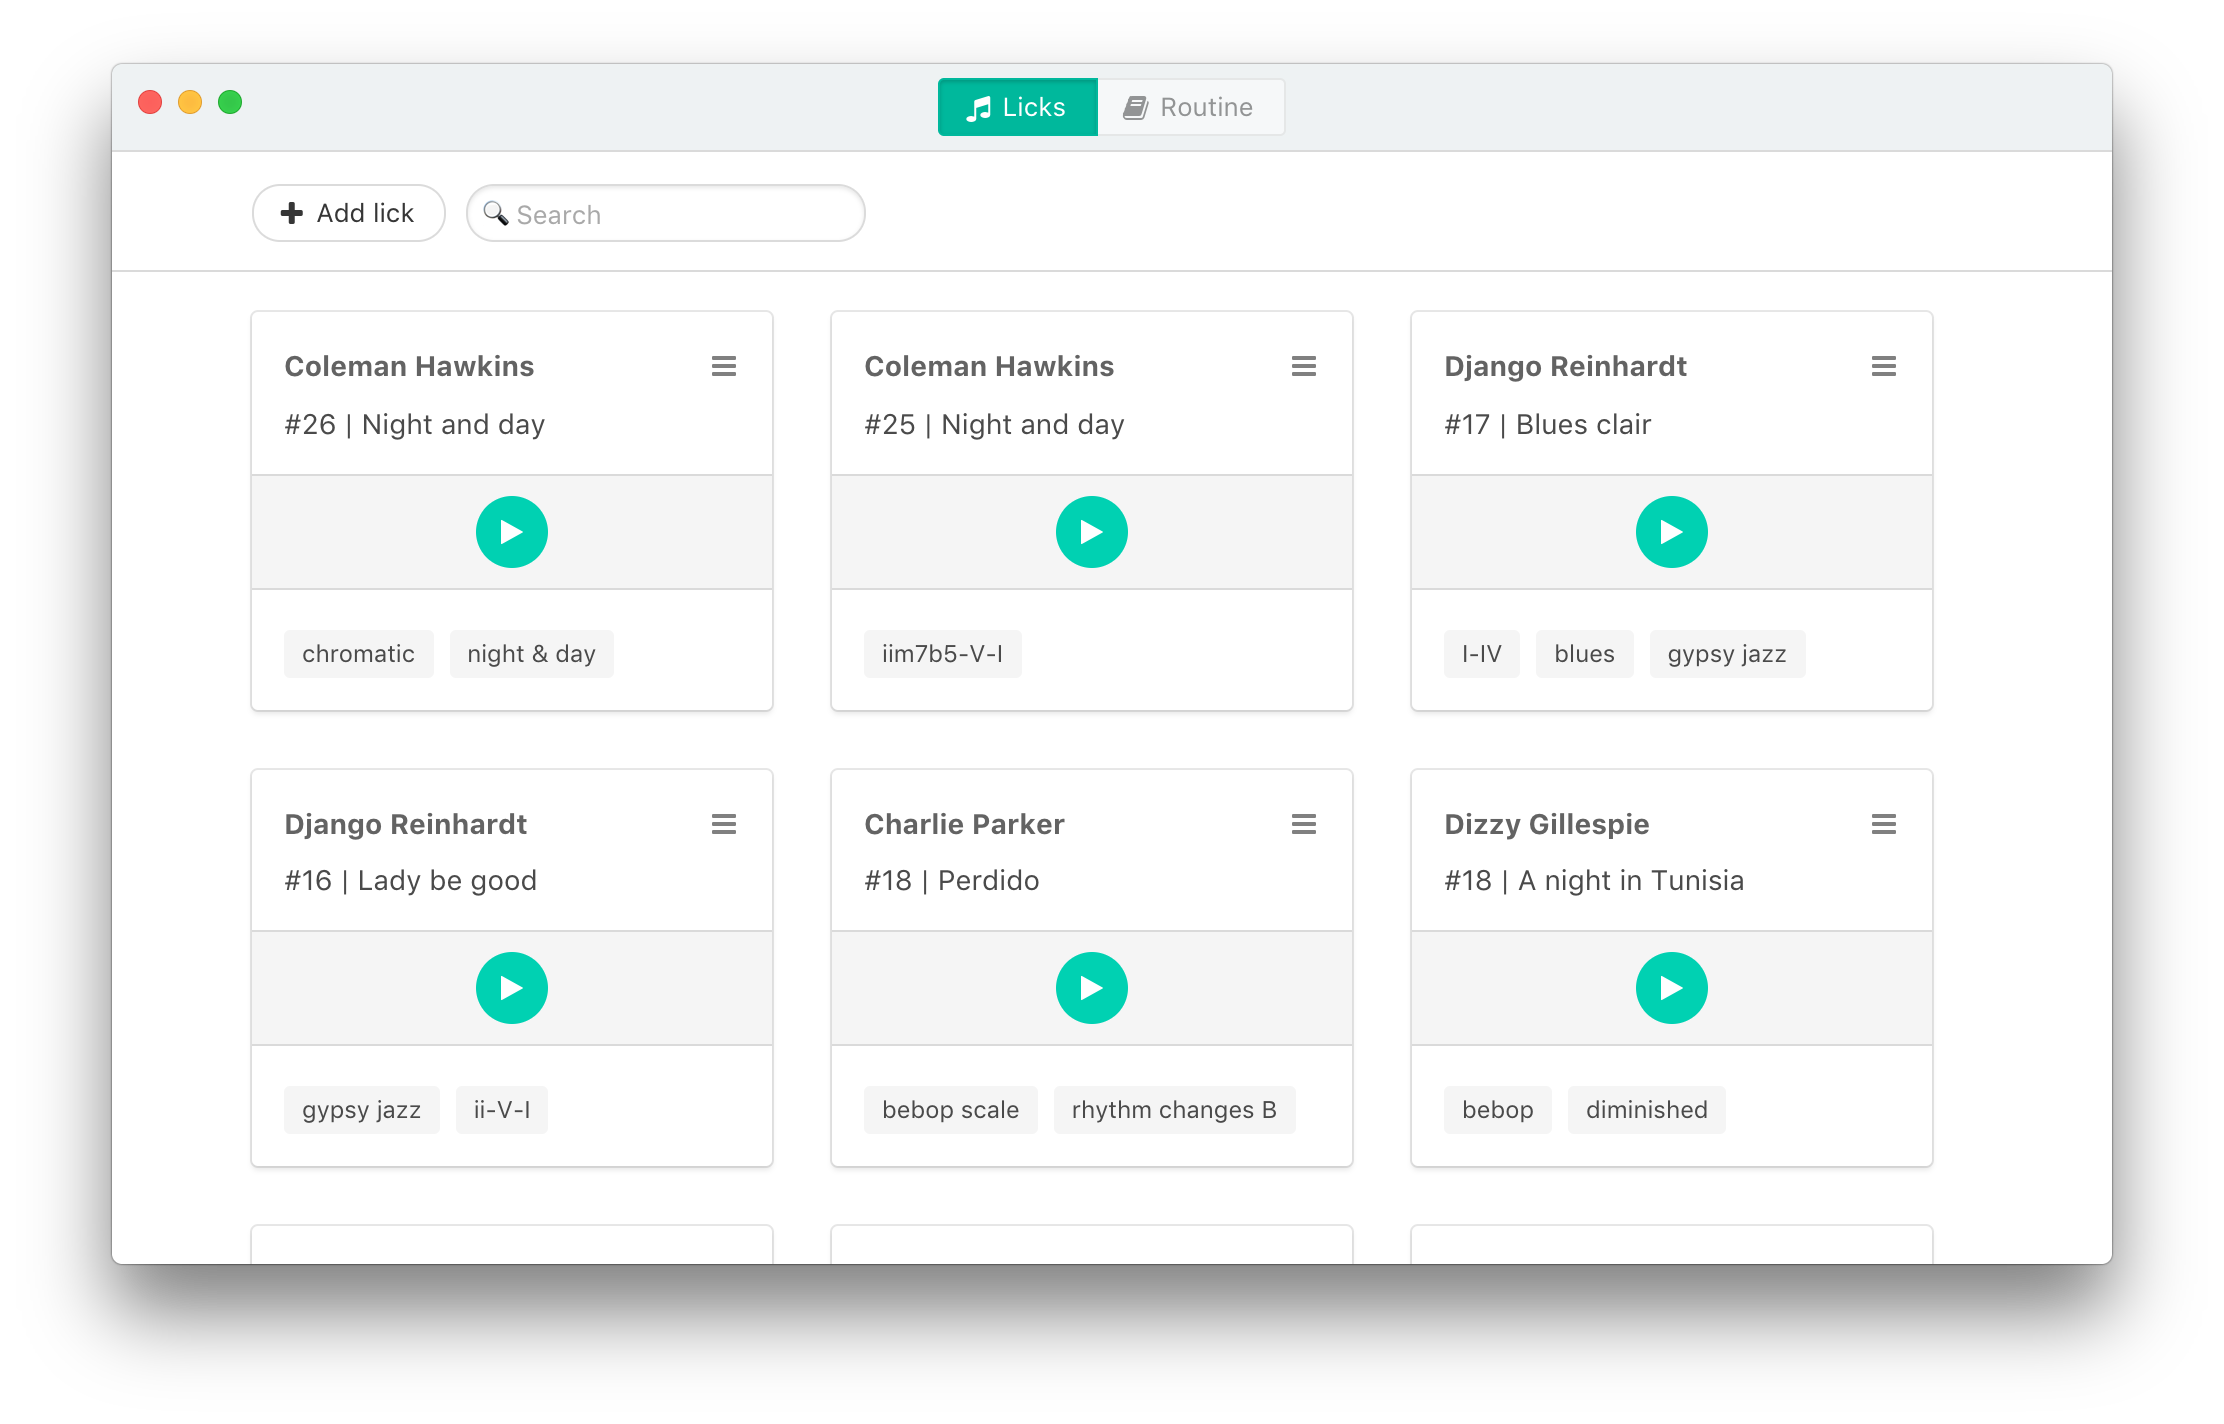 Licks
Routine
Add lick
Search
Coleman Hawkins
#26 | Night and day
chromatic
night & day
Coleman Hawkins
#25 | Night and day
iim7b5-V-I
Django Reinhardt
#17 | Blues clair
I-IV
blues
gypsy jazz
Django Reinhardt
#16 | Lady be good
gypsy jazz
ii-V-I
Charlie Parker
#18 | Perdido
bebop scale
rhythm changes B
Dizzy Gillespie
#18 | A night in Tunisia
bebop
diminished